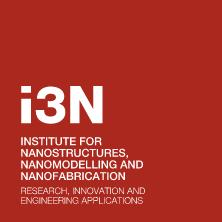 i3N
INSTITUTE FOR
NANOSTRUCTURES,
NANOMODELLING AND
NANOFABRICATION
RESEARCH, INNOVATION AND
ENGINEERING APPLICATIONS